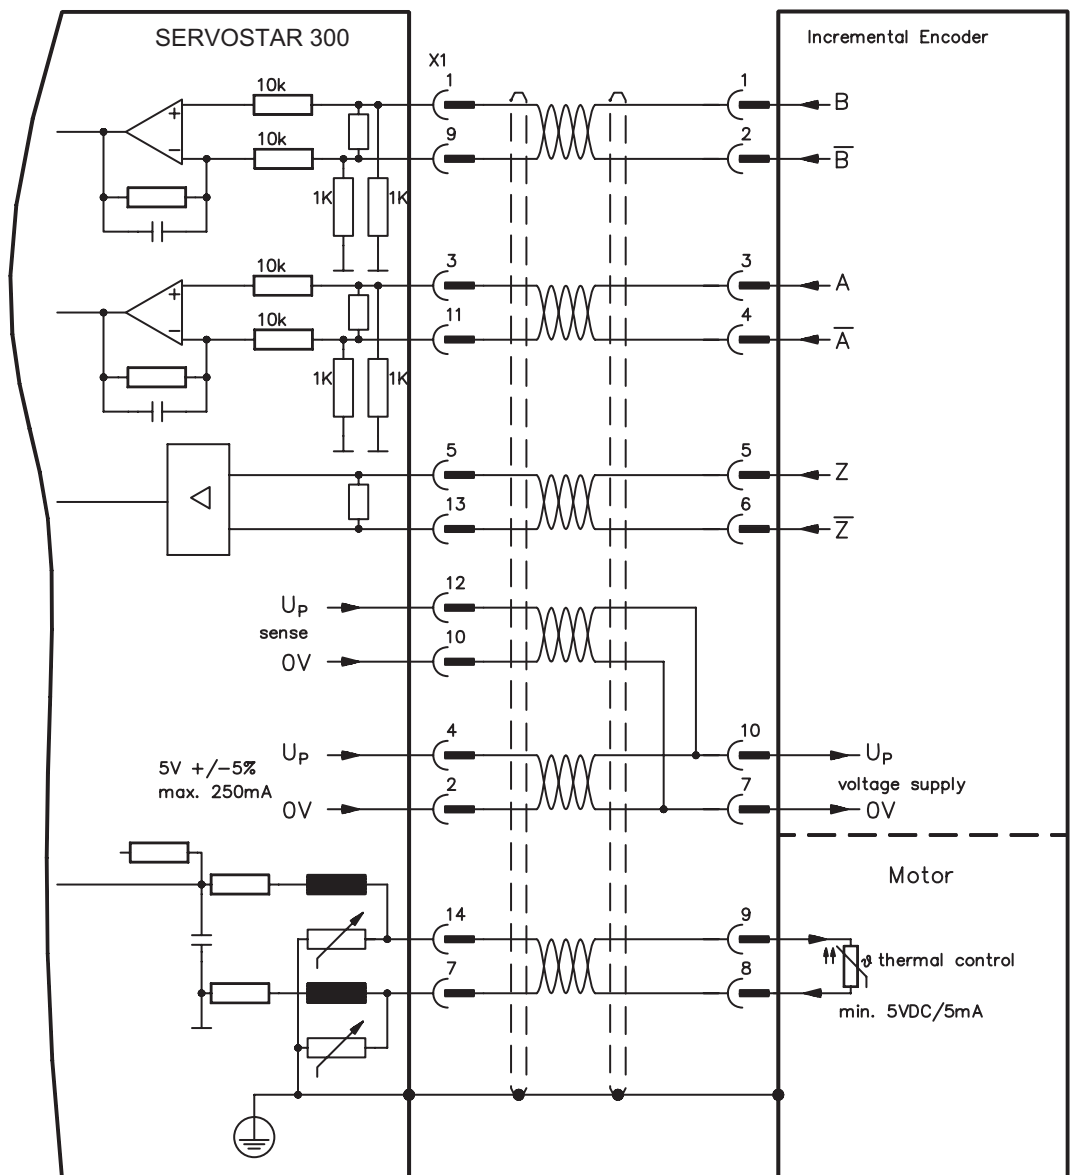 SERVOSTAR 300
Incremental Encoder
X1
10k
1
1
B
+
10k
9
2
B̅
−
1K
1K
10k
3
3
A
+
10k
11
4
A̅
−
1K
1K
5
5
Z
13
6
Z̅
12
UP
sense
10
0V
4
10
UP
UP
5V +/-5%
max. 250mA
voltage supply
2
7
0V
0V
Motor
14
9
ϑ thermal control
7
8
min. 5VDC/5mA